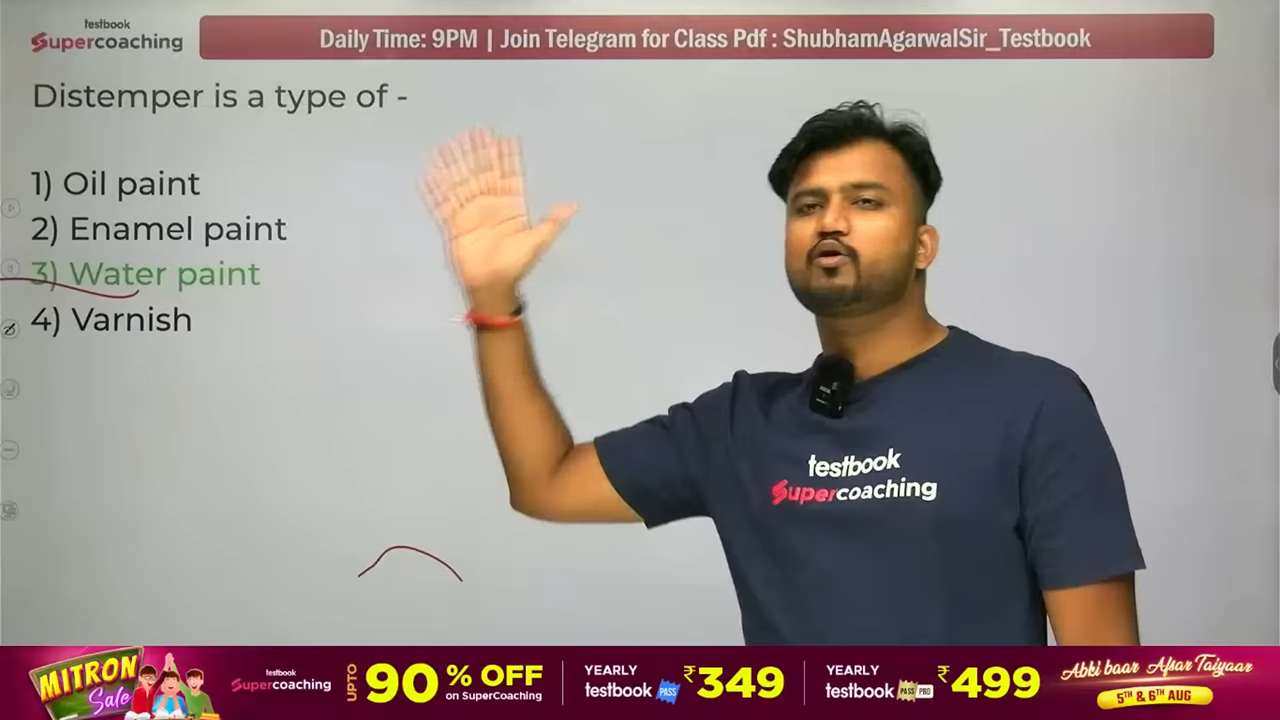 testbook
Supercoaching
Daily Time: 9PM | Join Telegram for Class Pdf : ShubhamAgarwalSir_Testbook
Distemper is a type of -
1) Oil paint
2) Enamel paint
3) Water paint
4) Varnish
testbook
Supercoaching
MITRON
Sale
testbook
Supercoaching
UPTO 90 % OFF
on SuperCoaching
YEARLY
testbook PASS
₹349
YEARLY
testbook PASS PRO
₹499
Abki baar Afsar Taiyaar
5TH & 6TH AUG